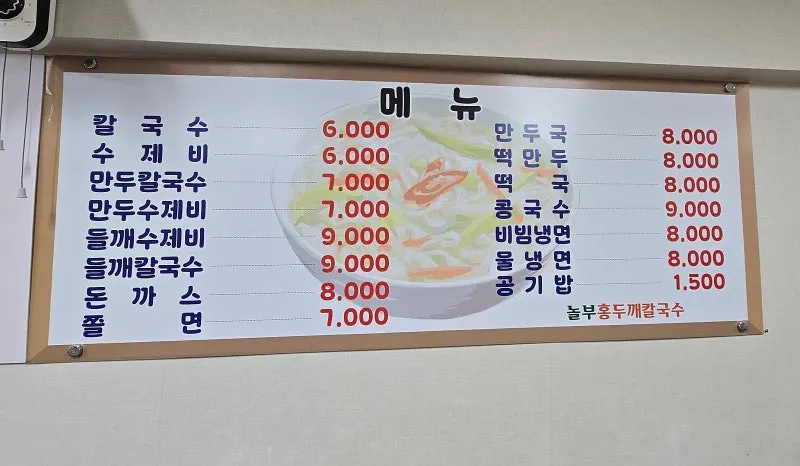 메 뉴
칼 국 수 6.000
수 제 비 6.000
만두칼국수 7.000
만두수제비 7.000
들깨수제비 9.000
들깨칼국수 9.000
돈 까 스 8.000
쫄 면 7.000
만 두 국 8.000
떡 만 두 8.000
떡 국 8.000
콩 국 수 9.000
비빔냉면 8.000
물 냉 면 8.000
공 기 밥 1.500
놀부홍두깨칼국수